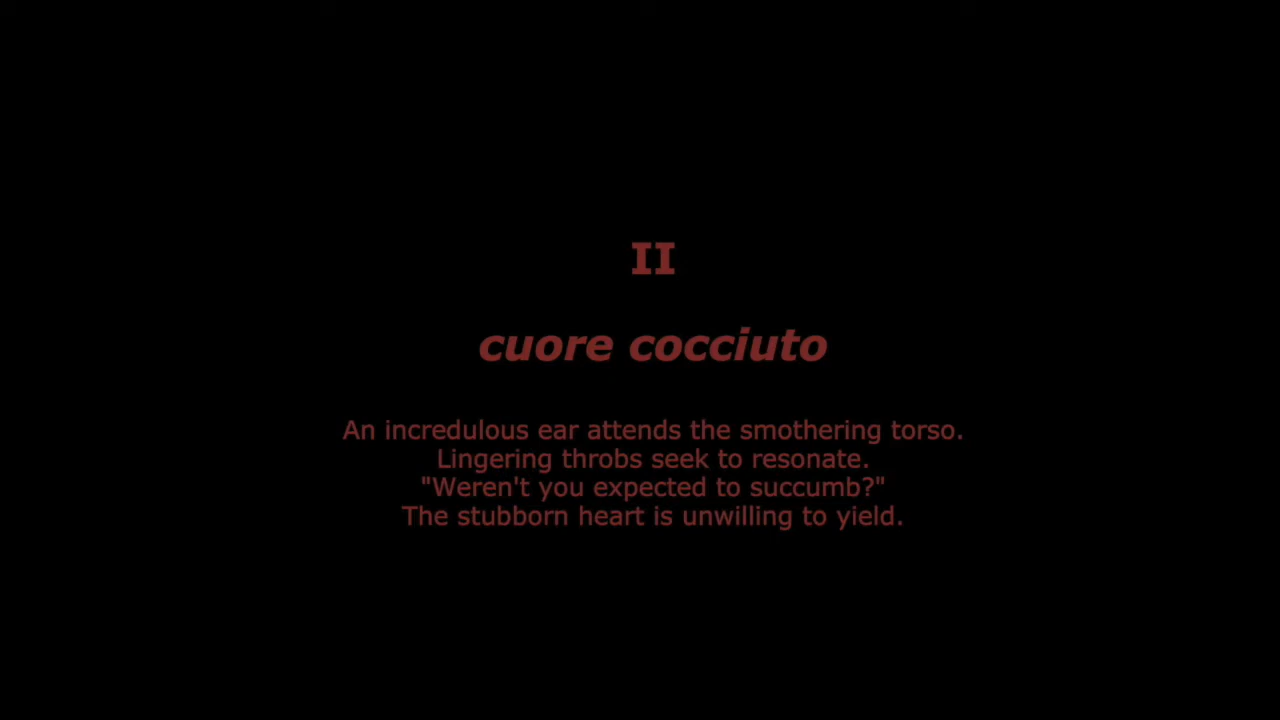 II
cuore cocciuto
An incredulous ear attends the smothering torso.
Lingering throbs seek to resonate.
"Weren't you expected to succumb?"
The stubborn heart is unwilling to yield.